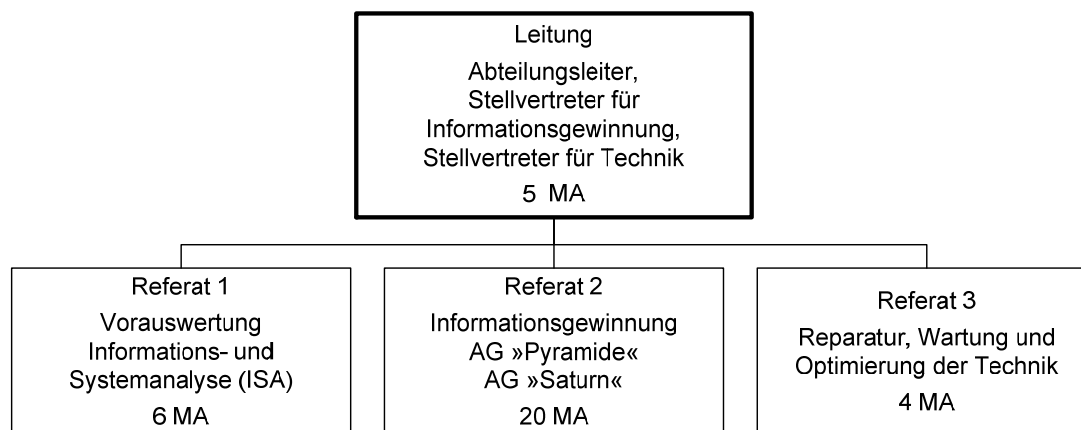 Leitung
Abteilungsleiter,
Stellvertreter für
Informationsgewinnung,
Stellvertreter für Technik
5 MA
Referat 1
Vorauswertung
Informations- und
Systemanalyse (ISA)
6 MA
Referat 2
Informationsgewinnung
AG »Pyramide«
AG »Saturn«
20 MA
Referat 3
Reparatur, Wartung und
Optimierung der Technik
4 MA